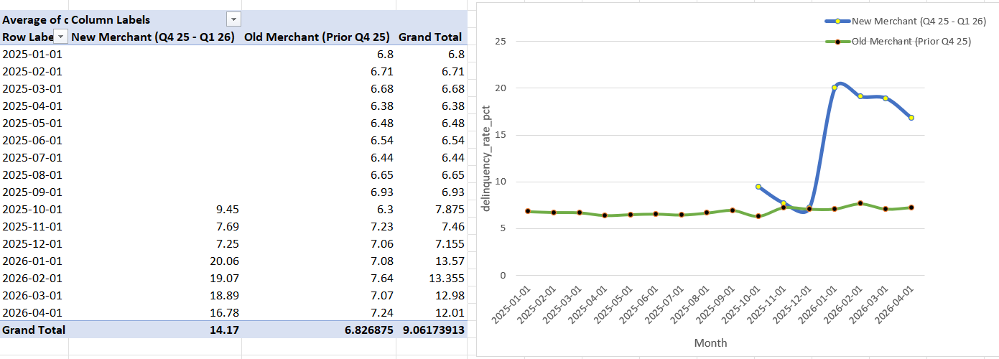 Average of c Column Labels
Row Labe New Merchant (Q4 25 - Q1 26) Old Merchant (Prior Q4 25) Grand Total
2025-01-01 6.8 6.8
2025-02-01 6.71 6.71
2025-03-01 6.68 6.68
2025-04-01 6.38 6.38
2025-05-01 6.48 6.48
2025-06-01 6.54 6.54
2025-07-01 6.44 6.44
2025-08-01 6.65 6.65
2025-09-01 6.93 6.93
2025-10-01 9.45 6.3 7.875
2025-11-01 7.69 7.23 7.46
2025-12-01 7.25 7.06 7.155
2026-01-01 20.06 7.08 13.57
2026-02-01 19.07 7.64 13.355
2026-03-01 18.89 7.07 12.98
2026-04-01 16.78 7.24 12.01
Grand Total 14.17 6.826875 9.06173913
New Merchant (Q4 25 - Q1 26)
Old Merchant (Prior Q4 25)
25
20
15
10
5
0
delinquency_rate_pct
2025-01-01
2025-02-01
2025-03-01
2025-04-01
2025-05-01
2025-06-01
2025-07-01
2025-08-01
2025-09-01
2025-10-01
2025-11-01
2025-12-01
2026-01-01
2026-02-01
2026-03-01
2026-04-01
Month